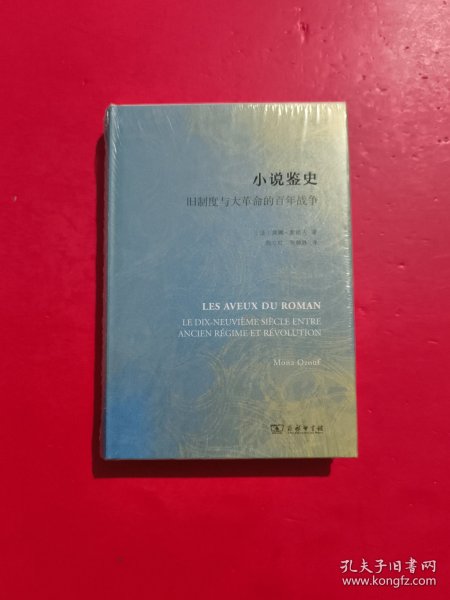 小说鉴史
旧制度与大革命的百年战争
LES AVEUX DU ROMAN
LE DIX-NEUVIÈME SIÈCLE ENTRE
ANCIEN RÉGIME ET RÉVOLUTION
Mona Ozouf
商务印书馆
孔夫子旧书网
www.kongfz.com